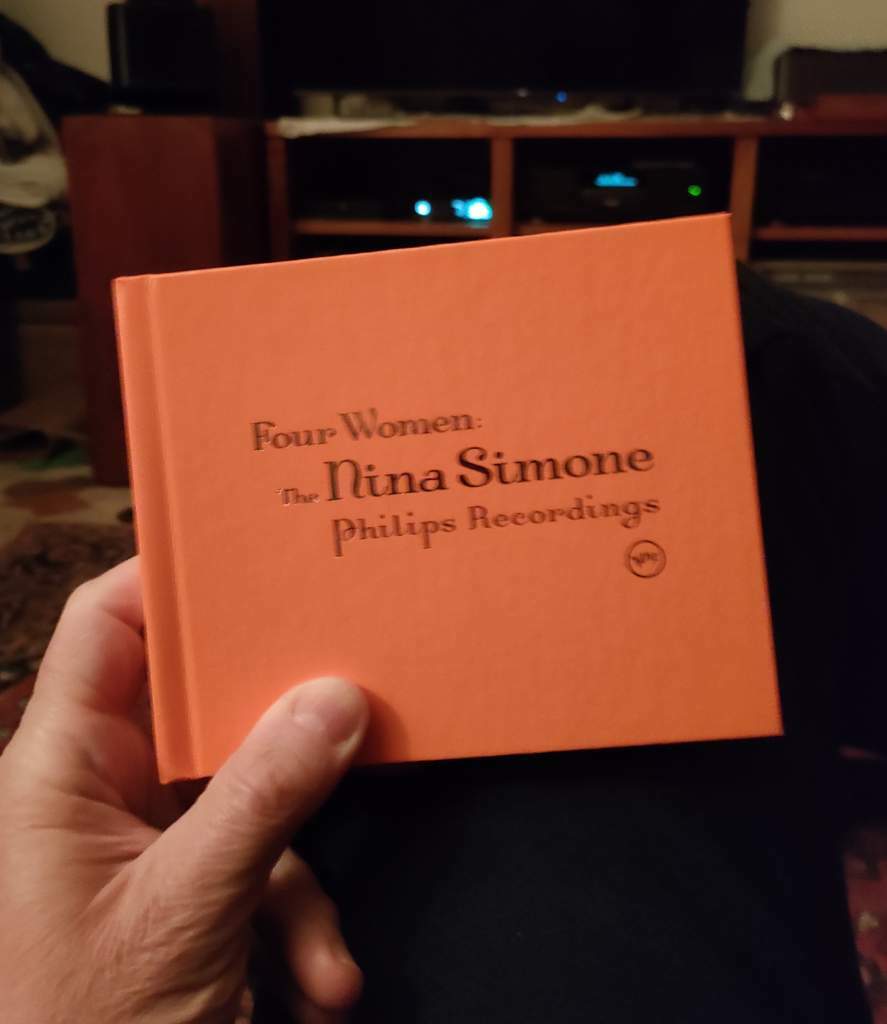 Four Women:
The Nina Simone
Philips Recordings